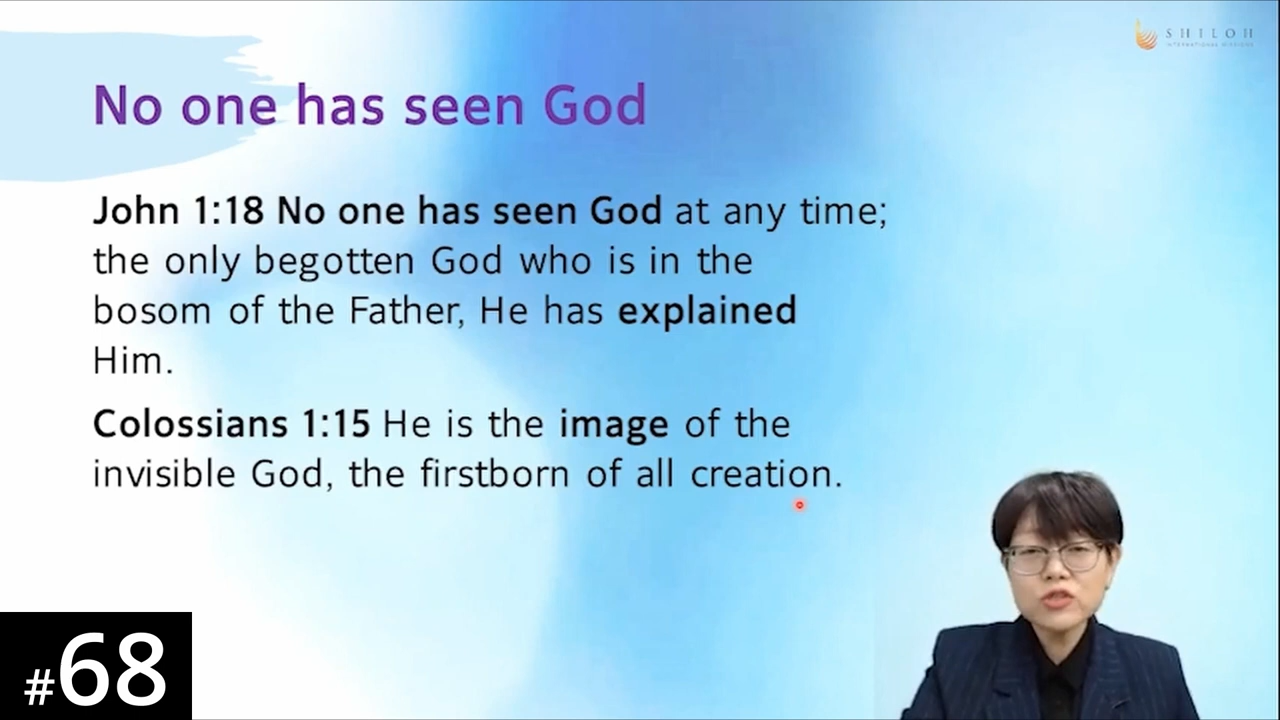 SHILOH
INTERNATIONAL MISSIONS
No one has seen God
John 1:18 No one has seen God at any time;
the only begotten God who is in the
bosom of the Father, He has explained
Him.
Colossians 1:15 He is the image of the
invisible God, the firstborn of all creation.
#68